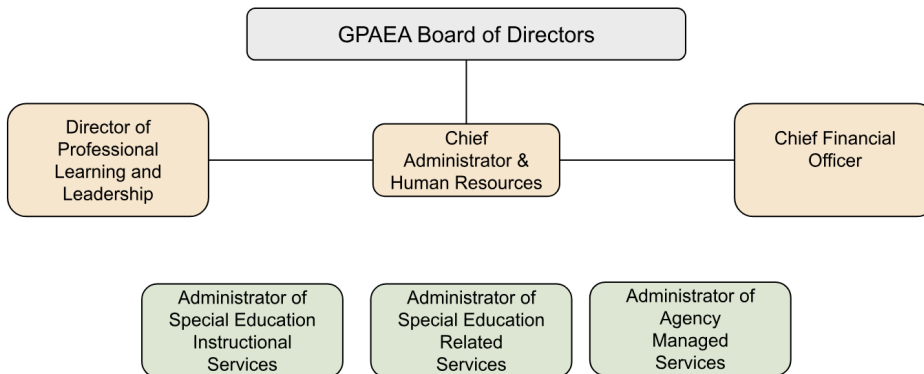 GPAEA Board of Directors
Director of
Professional
Learning and
Leadership
Chief
Administrator &
Human Resources
Chief Financial
Officer
Administrator of
Special Education
Instructional
Services
Administrator of
Special Education
Related
Services
Administrator of
Agency
Managed
Services